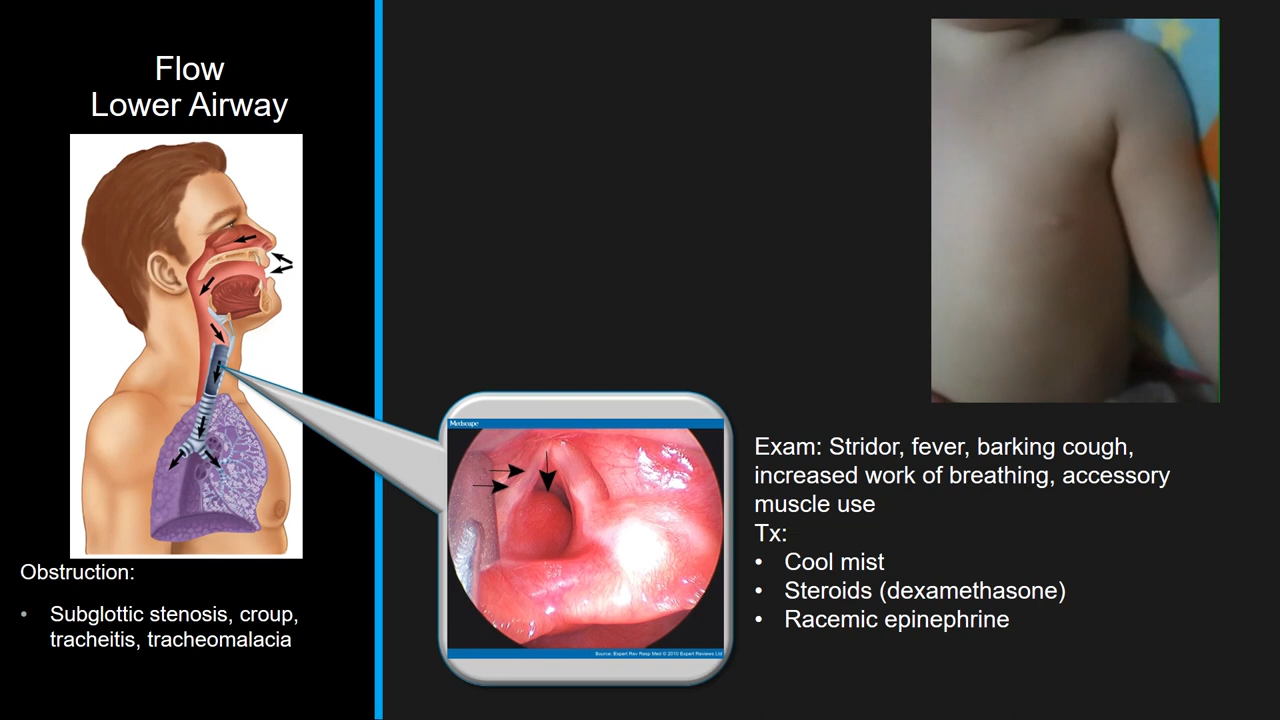 Flow
Lower Airway
Obstruction:
• Subglottic stenosis, croup,
tracheitis, tracheomalacia
Medscape
Source: Expert Rev Resp Med © 2010 Expert Reviews Ltd
Exam: Stridor, fever, barking cough,
increased work of breathing, accessory
muscle use
Tx:
• Cool mist
• Steroids (dexamethasone)
• Racemic epinephrine